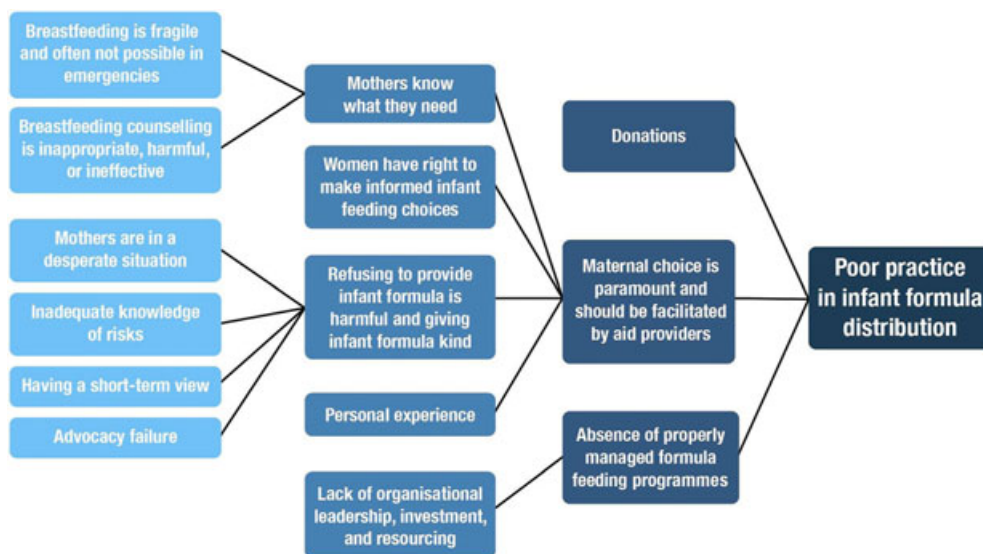 Breastfeeding is fragile
and often not possible in
emergencies
Breastfeeding counselling
is inappropriate, harmful,
or ineffective
Mothers are in a
desperate situation
Inadequate knowledge
of risks
Having a short-term view
Advocacy failure
Mothers know
what they need
Women have right to
make informed infant
feeding choices
Refusing to provide
infant formula is
harmful and giving
infant formula kind
Personal experience
Lack of organisational
leadership, investment,
and resourcing
Donations
Maternal choice is
paramount and
should be facilitated
by aid providers
Absence of properly
managed formula
feeding programmes
Poor practice
in infant formula
distribution